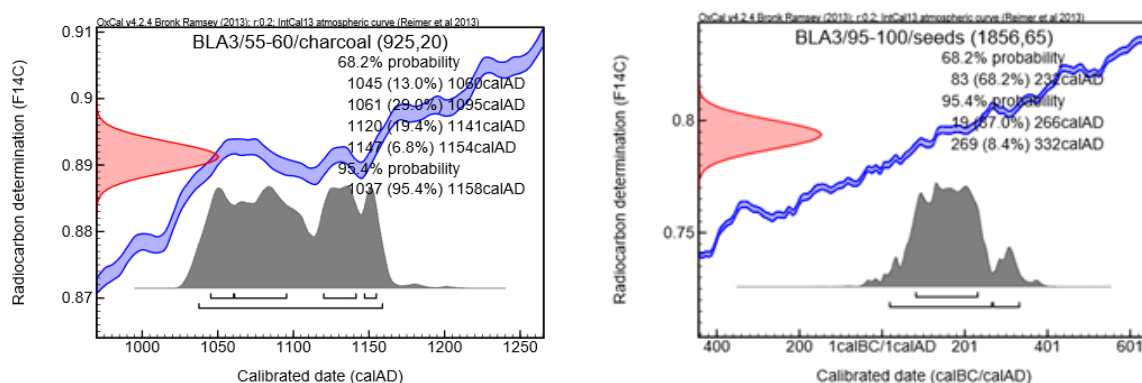 OxCal v4.2.4 Bronk Ramsey (2013); r:0.2; IntCal13 atmospheric curve (Reimer et al 2013)
BLA3/55-60/charcoal (925,20)
68.2% probability
1045 (13.0%) 1060calAD
1061 (29.0%) 1095calAD
1120 (19.4%) 1141calAD
1147 (6.8%) 1154calAD
95.4% probability
1037 (95.4%) 1158calAD
Radiocarbon determination (F14C)
0.91
0.9
0.89
0.88
0.87
1000 1050 1100 1150 1200 1250
Calibrated date (calAD)
OxCal v4.2.4 Bronk Ramsey (2013); r:0.2; IntCal13 atmospheric curve (Reimer et al 2013)
BLA3/95-100/seeds (1856,65)
68.2% probability
83 (68.2%) 232calAD
95.4% probability
19 (87.0%) 266calAD
269 (8.4%) 332calAD
Radiocarbon determination (F14C)
0.8
0.75
400 200 1calBC/1calAD 201 401 601
Calibrated date (calBC/calAD)